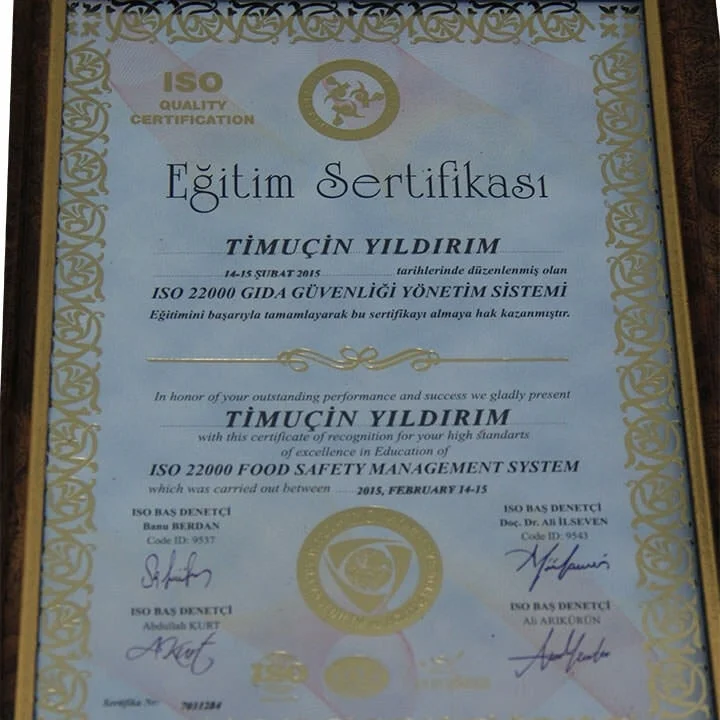 ISO
QUALITY
CERTIFICATION
Eğitim Sertifikası
TİMUÇİN YILDIRIM
14-15 ŞUBAT 2015 tarihlerinde düzenlenmiş olan
ISO 22000 GIDA GÜVENLİĞİ YÖNETİM SİSTEMİ
Eğitimini başarıyla tamamlayarak bu sertifikayı almaya hak kazanmıştır.
In honor of your outstanding performance and success we gladly present
TİMUÇİN YILDIRIM
with this certificate of recognition for your high standarts
of excellence in Education of
ISO 22000 FOOD SAFETY MANAGEMENT SYSTEM
which was carried out between 2015, FEBRUARY 14-15
ISO BAŞ DENETÇİ
Banu BERDAN
Code ID: 9537
ISO BAŞ DENETÇİ
Doç. Dr. Ali İLSEVEN
Code ID: 9543
ISO BAŞ DENETÇİ
Abdullah KURT
ISO BAŞ DENETÇİ
Ali ARIKÜRÜN
ISO
Sertifika No: 7011284